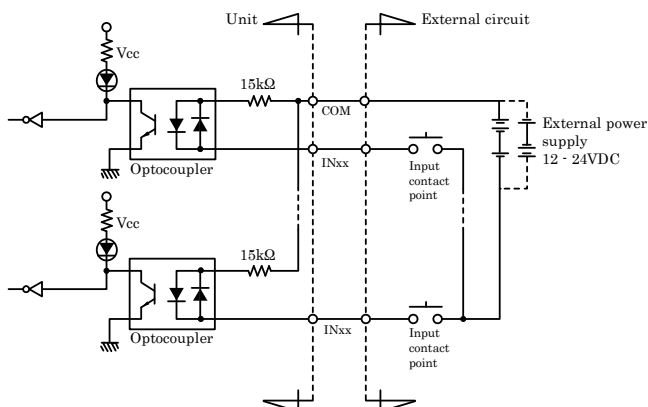 Unit
External circuit
Vcc
15kΩ
COM
External power
supply
12 - 24VDC
INxx
Input
contact
point
Optocoupler
Vcc
15kΩ
INxx
Input
contact
point
Optocoupler